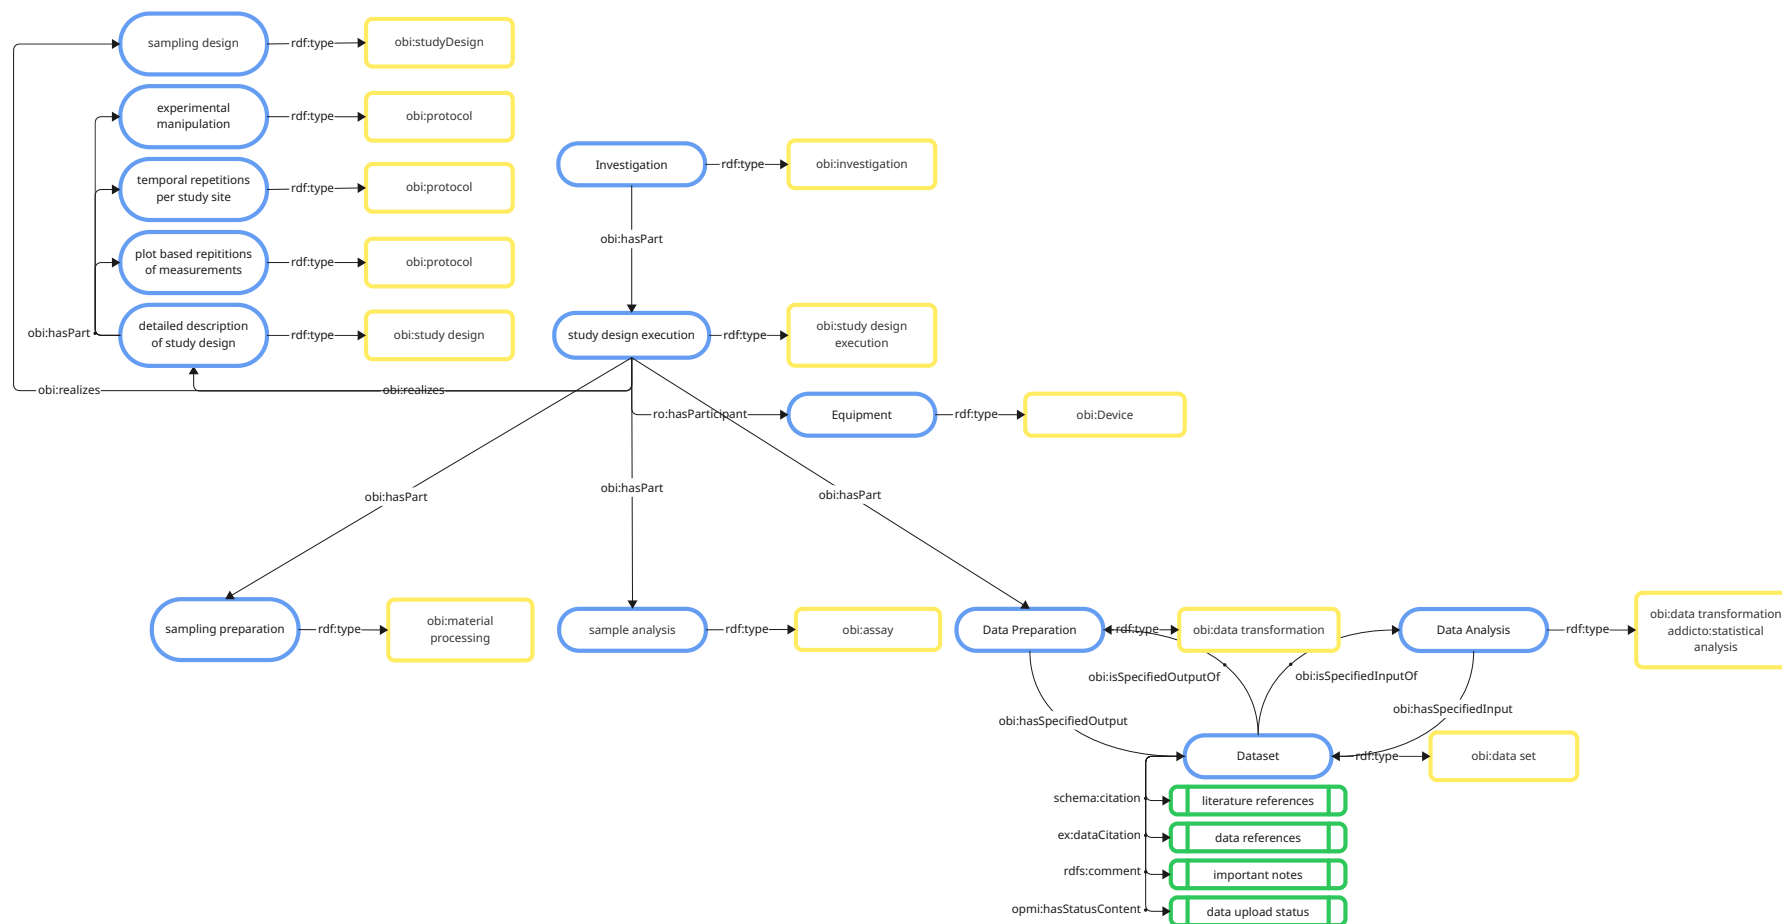 sampling design
rdf:type
obi:studyDesign
experimental
manipulation
rdf:type
obi:protocol
temporal repetitions
per study site
rdf:type
obi:protocol
plot based repititions
of measurements
rdf:type
obi:protocol
obi:hasPart
detailed description
of study design
rdf:type
obi:study design
obi:realizes
obi:realizes
Investigation
rdf:type
obi:investigation
obi:hasPart
study design execution
rdf:type
obi:study design
execution
ro:hasParticipant
Equipment
rdf:type
obi:Device
obi:hasPart
obi:hasPart
obi:hasPart
sampling preparation
rdf:type
obi:material
processing
sample analysis
rdf:type
obi:assay
Data Preparation
rdf:type
obi:data transformation
Data Analysis
rdf:type
obi:data transformation
addicto:statistical
analysis
obi:isSpecifiedOutputOf
obi:isSpecifiedInputOf
obi:hasSpecifiedOutput
obi:hasSpecifiedInput
Dataset
rdf:type
obi:data set
schema:citation
literature references
ex:dataCitation
data references
rdfs:comment
important notes
opmi:hasStatusContent
data upload status